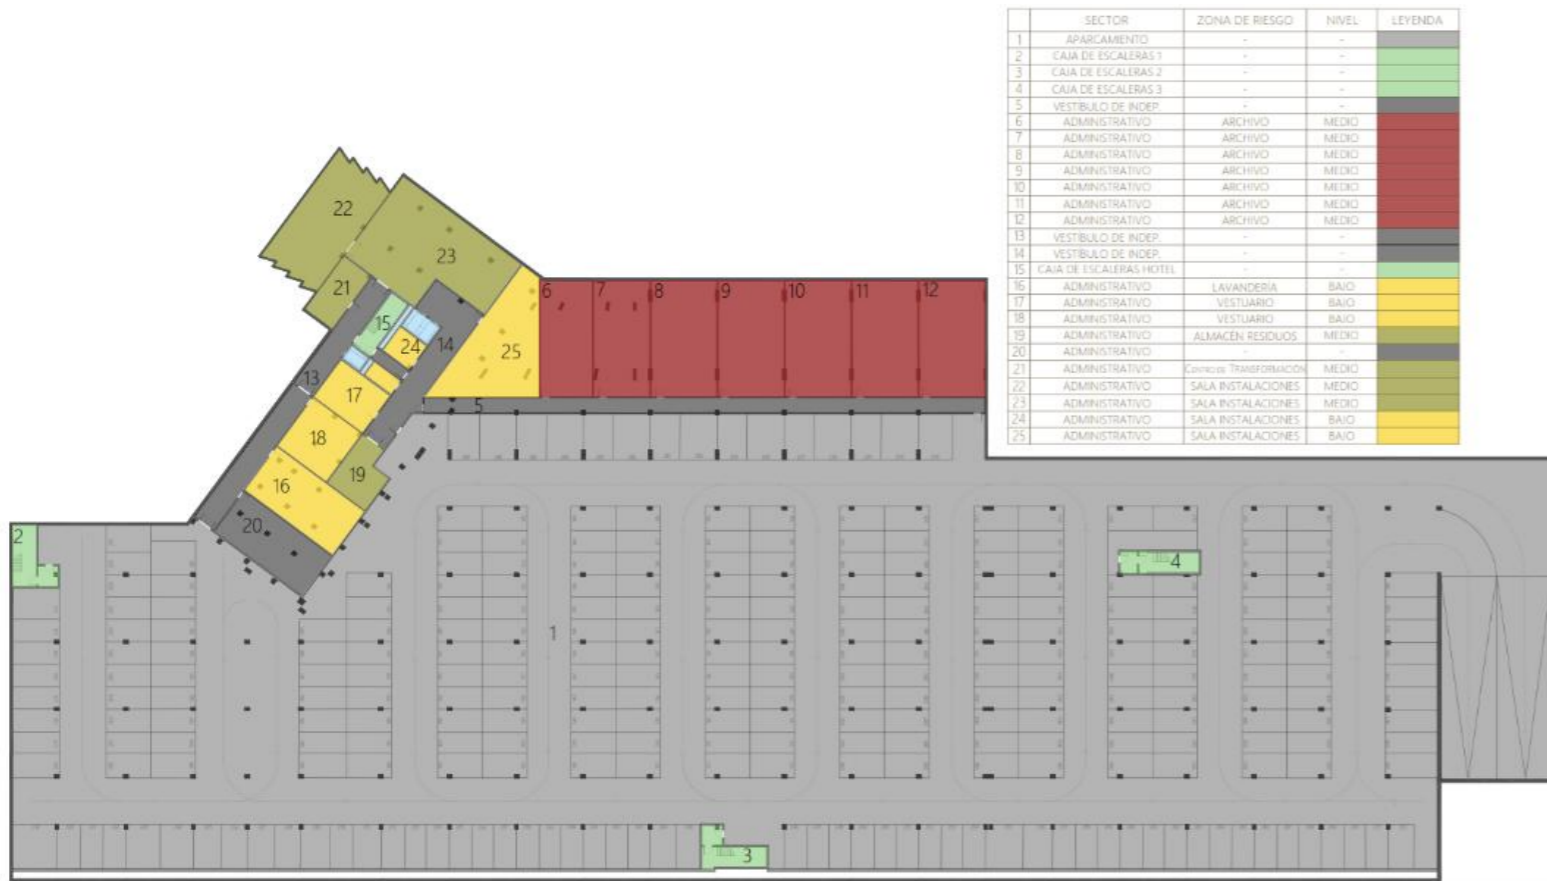 SECTOR ZONA DE RIESGO NIVEL LEYENDA
1 APARCAMIENTO - -
2 CAJA DE ESCALERAS 1 - -
3 CAJA DE ESCALERAS 2 - -
4 CAJA DE ESCALERAS 3 - -
5 VESTÍBULO DE INDEP. - -
6 ADMINISTRATIVO ARCHIVO MEDIO
7 ADMINISTRATIVO ARCHIVO MEDIO
8 ADMINISTRATIVO ARCHIVO MEDIO
9 ADMINISTRATIVO ARCHIVO MEDIO
10 ADMINISTRATIVO ARCHIVO MEDIO
11 ADMINISTRATIVO ARCHIVO MEDIO
12 ADMINISTRATIVO ARCHIVO MEDIO
13 VESTÍBULO DE INDEP. - -
14 VESTÍBULO DE INDEP. - -
15 CAJA DE ESCALERAS HOTEL - -
16 ADMINISTRATIVO LAVANDERÍA BAJO
17 ADMINISTRATIVO VESTUARIO BAJO
18 ADMINISTRATIVO VESTUARIO BAJO
19 ADMINISTRATIVO ALMACÉN RESIDUOS MEDIO
20 ADMINISTRATIVO - -
21 ADMINISTRATIVO CENTRO DE TRANSFORMACIÓN MEDIO
22 ADMINISTRATIVO SALA INSTALACIONES MEDIO
23 ADMINISTRATIVO SALA INSTALACIONES MEDIO
24 ADMINISTRATIVO SALA INSTALACIONES BAJO
25 ADMINISTRATIVO SALA INSTALACIONES BAJO
22
23
21
6 7 8 9 10 11 12
15
24
14
25
13
17
5
18
19
16
20
2
4
1
3